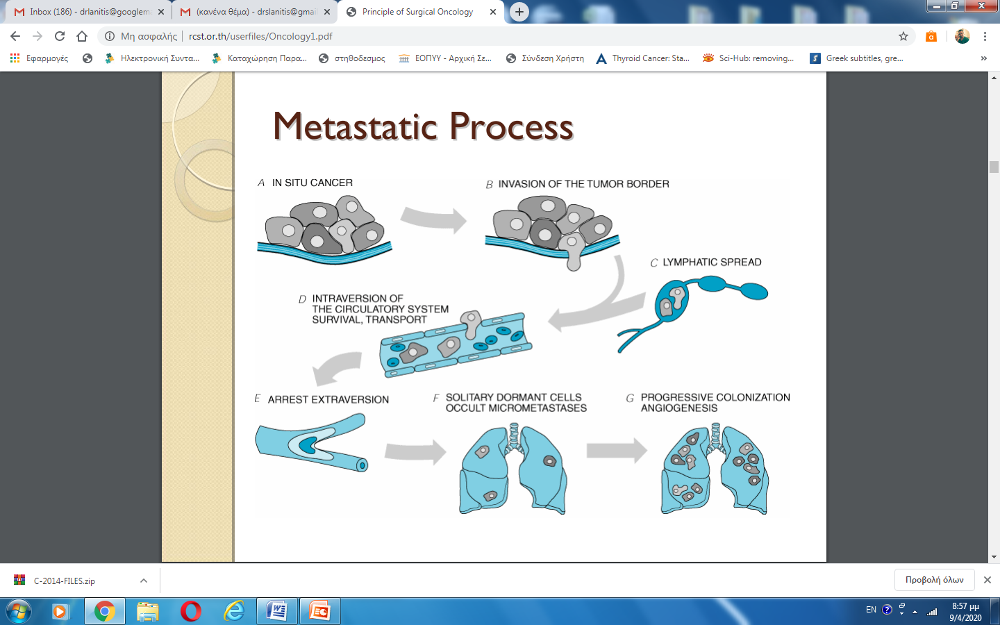 Inbox (186) - drlanitis@googlema
(κανένα θέμα) - drslanitis@gmail
Principle of Surgical Oncology
Μη ασφαλής | rcst.or.th/userfiles/Oncology1.pdf
Εφαρμογές
Ηλεκτρονική Συντα...
Καταχώρηση Παρα...
στηθοδεσμος
ΕΟΠΥΥ - Αρχική Σε...
Σύνδεση Χρήστη
Thyroid Cancer: Sta...
Sci-Hub: removing...
Greek subtitles, gre...
»
Metastatic Process
A IN SITU CANCER
B INVASION OF THE TUMOR BORDER
C LYMPHATIC SPREAD
D INTRAVERSION OF
THE CIRCULATORY SYSTEM
SURVIVAL, TRANSPORT
E ARREST EXTRAVERSION
F SOLITARY DORMANT CELLS
OCCULT MICROMETASTASES
G PROGRESSIVE COLONIZATION
ANGIOGENESIS
C-2014-FILES.zip
Προβολή όλων
EN
8:57 μμ
9/4/2020